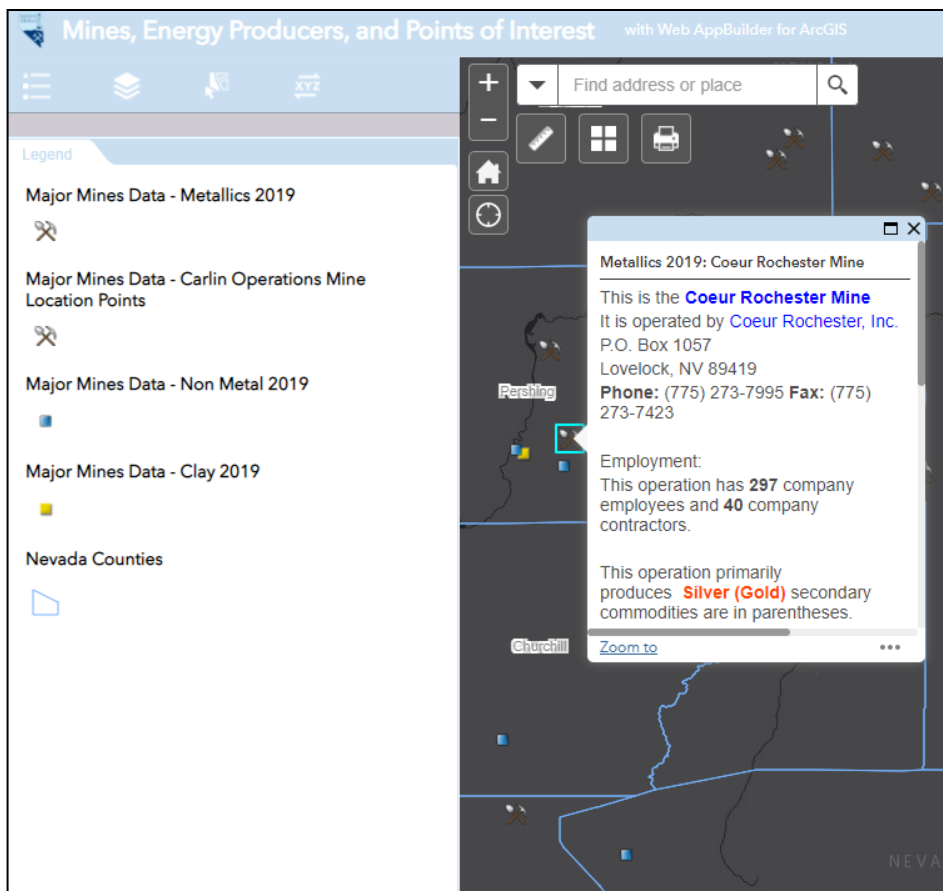 Mines, Energy Producers, and Points of Interest
with Web AppBuilder for ArcGIS
XYZ
Find address or place
Legend
Major Mines Data - Metallics 2019
Major Mines Data - Carlin Operations Mine
Location Points
Major Mines Data - Non Metal 2019
Major Mines Data - Clay 2019
Nevada Counties
Pershing
Churchill
Metallics 2019: Coeur Rochester Mine
This is the Coeur Rochester Mine
It is operated by Coeur Rochester, Inc.
P.O. Box 1057
Lovelock, NV 89419
Phone: (775) 273-7995 Fax: (775)
273-7423
Employment:
This operation has 297 company
employees and 40 company
contractors.
This operation primarily
produces Silver (Gold) secondary
commodities are in parentheses.
Zoom to
NEVA